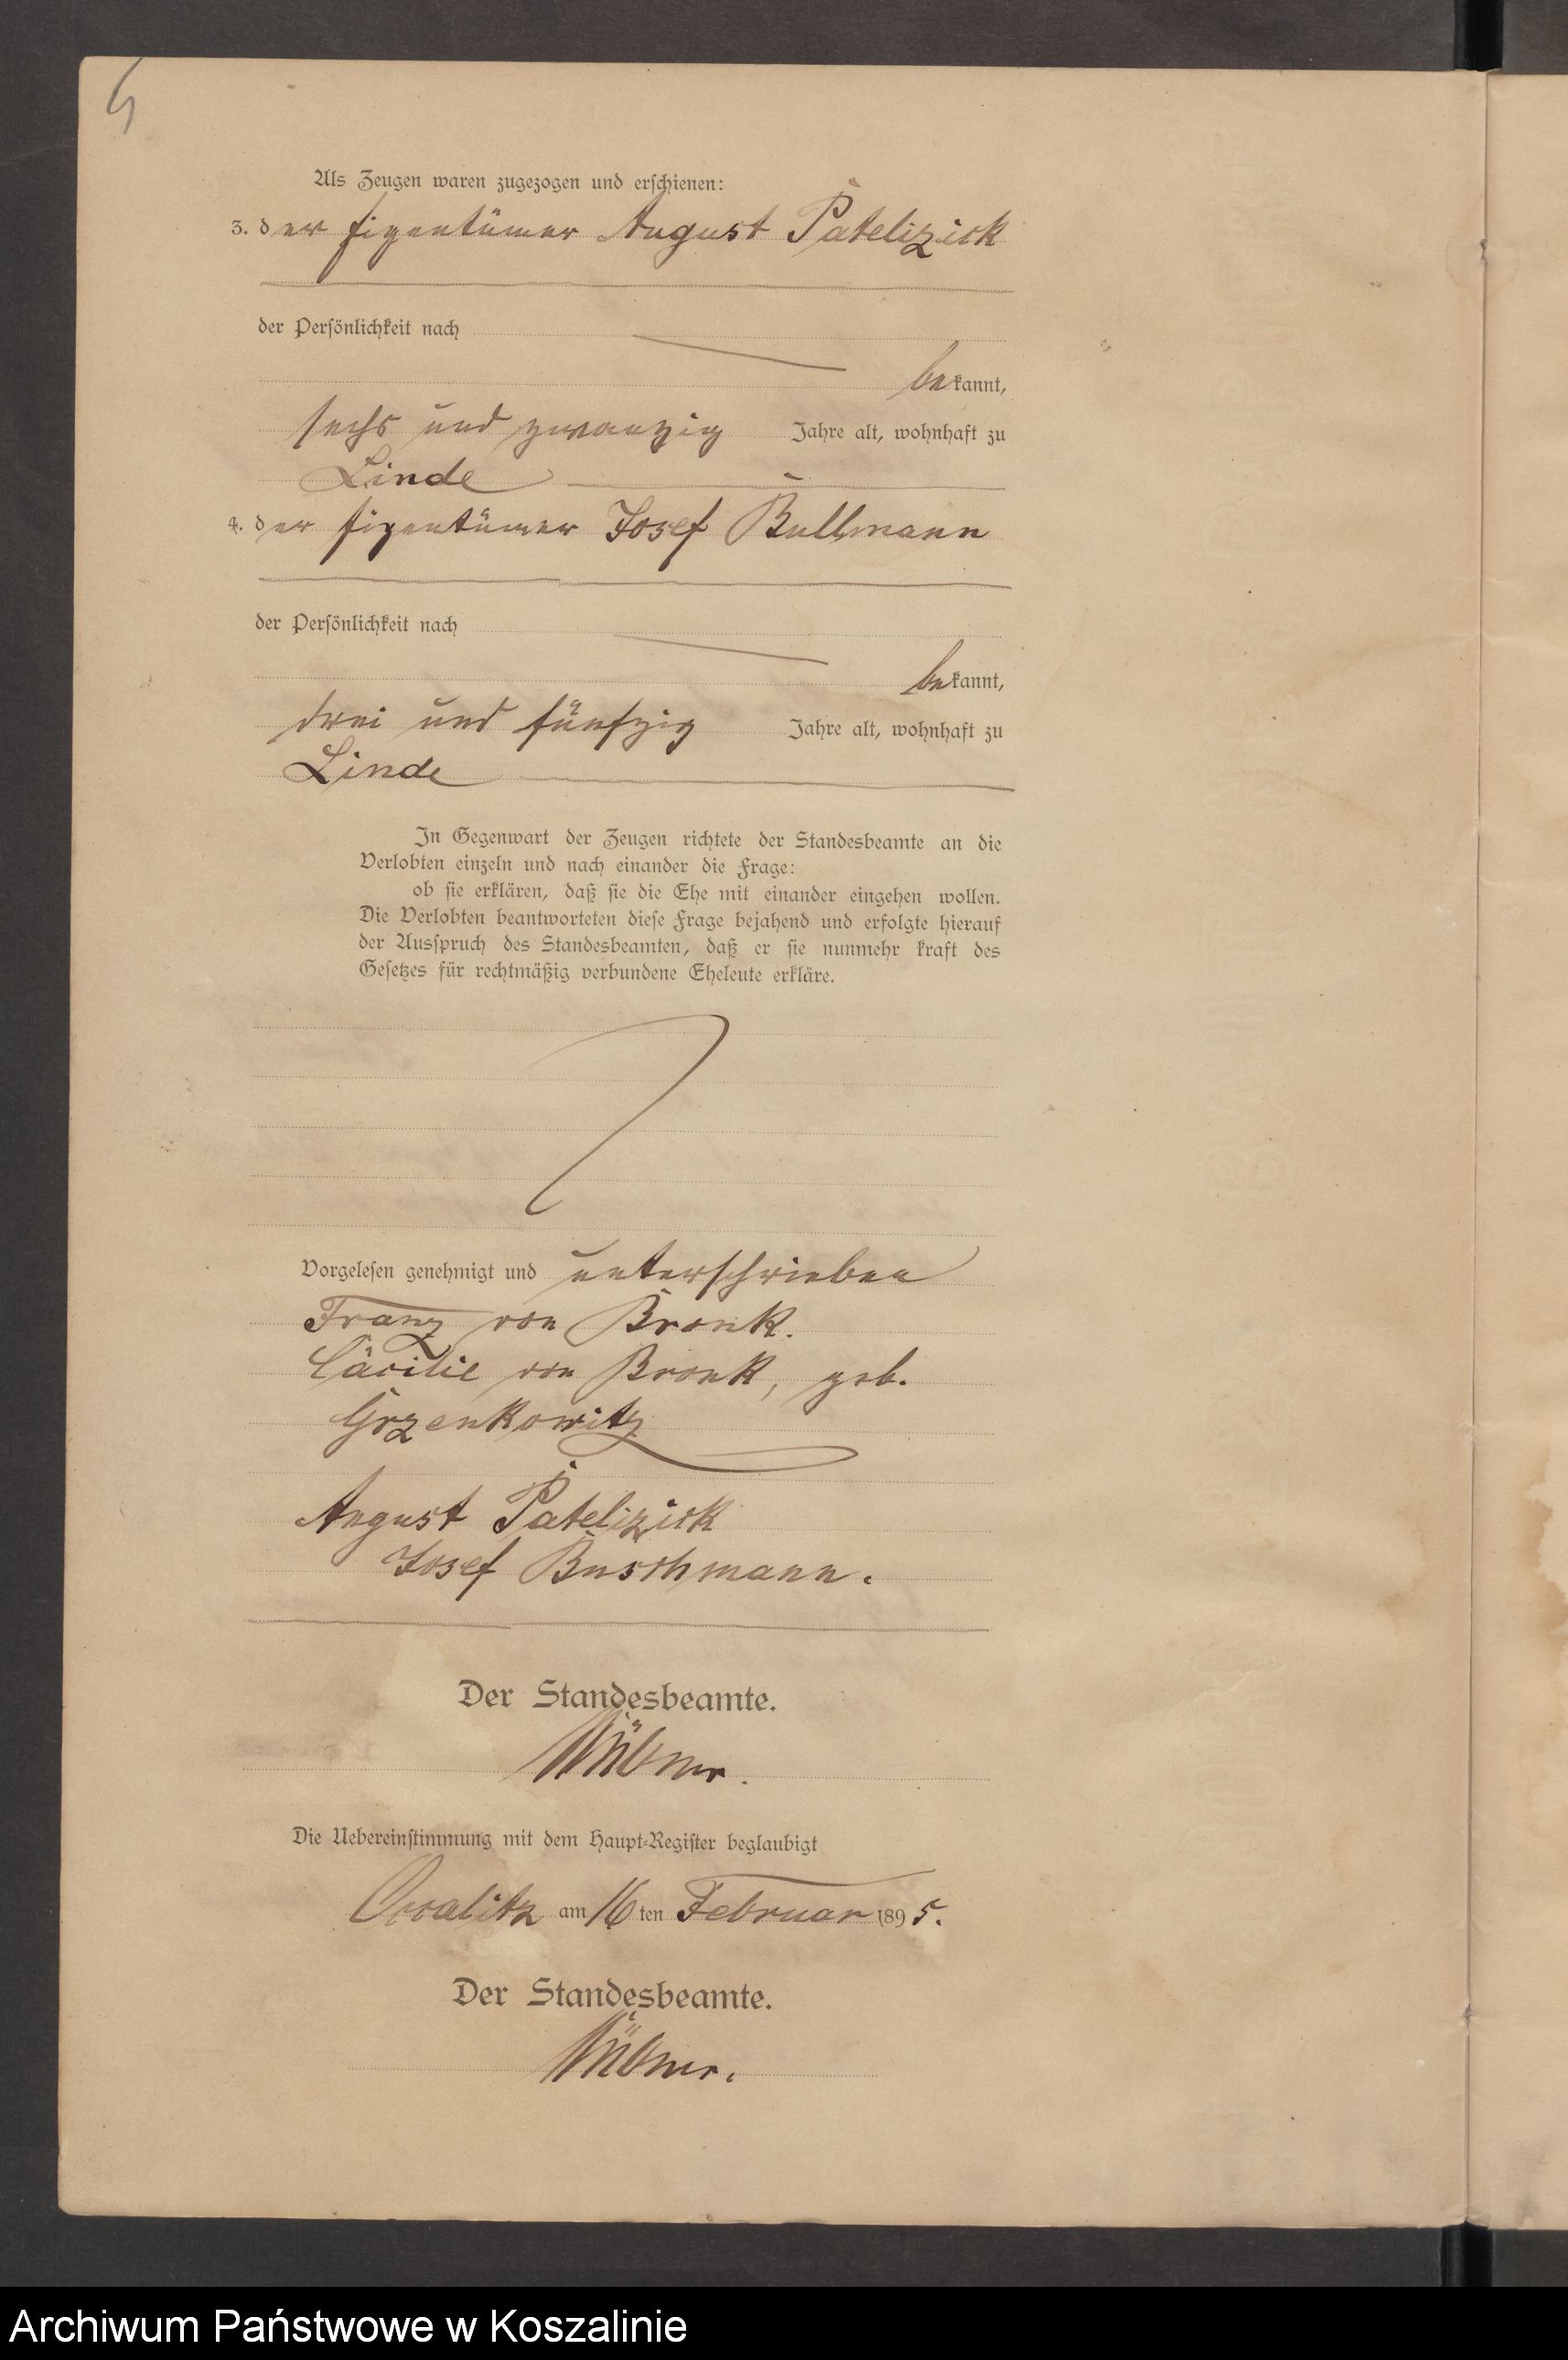 Als Zeugen waren zugezogen und erschienen:
3. der Eigentümer August Patelizick
der Persönlichkeit nach
bekannt,
sechs und zwanzig Jahre alt, wohnhaft zu
Linde
4. der Eigentümer Josef Bullmann
der Persönlichkeit nach
bekannt,
drei und fünfzig Jahre alt, wohnhaft zu
Linde
In Gegenwart der Zeugen richtete der Standesbeamte an die
Verlobten einzeln und nach einander die Frage:
ob sie erklären, daß sie die Ehe mit einander eingehen wollen.
Die Verlobten beantworteten diese Frage bejahend und erfolgte hierauf
der Ausspruch des Standesbeamten, daß er sie nunmehr kraft des
Gesetzes für rechtmäßig verbundene Eheleute erkläre.
Vorgelesen genehmigt und unterschrieben
Franz von Bronk.
Cäcilie von Bronk, geb.
Grzenkowitz
August Patelizick
Josef Buschmann.
Der Standesbeamte.
Die Uebereinstimmung mit dem Haupt-Register beglaubigt
am 16ten Februar 1895.
Der Standesbeamte.
Archiwum Państwowe w Koszalinie